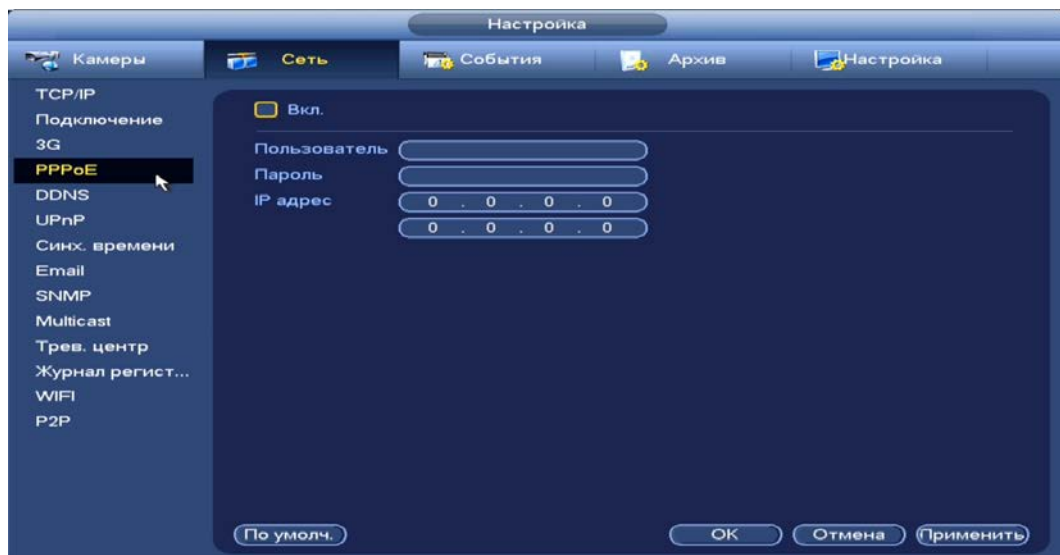 Настройка
Камеры
Сеть
События
Архив
Настройка
TCP/IP
Подключение
3G
PPPoE
DDNS
UPnP
Синх. времени
Email
SNMP
Multicast
Трев. центр
Журнал регист...
WIFI
P2P
Вкл.
Пользователь
Пароль
IP адрес 0 . 0 . 0 . 0
0 . 0 . 0 . 0
По умолч. OK Отмена Применить